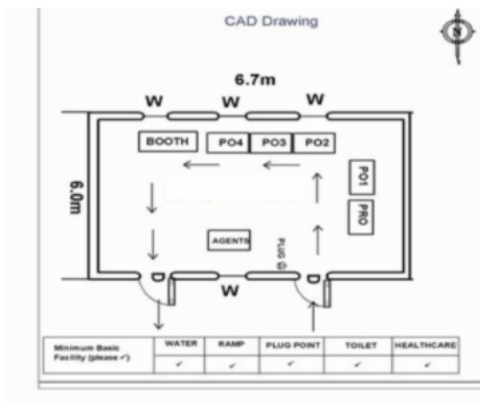 CAD Drawing
N
6.7m
W W W
BOOTH PO4 PO3 PO2
PO1
PRO
6.0m
AGENTS
PLUG
D D
W
Minimum Basic Facility (please ✓) WATER RAMP PLUG POINT TOILET HEALTHCARE
✓ ✓ ✓ ✓ ✓